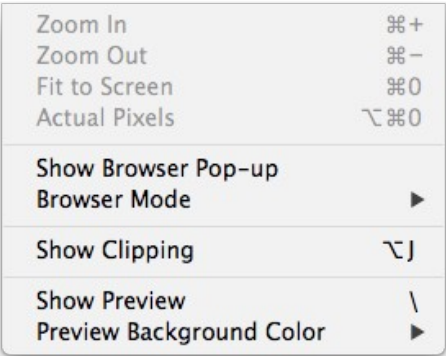 Zoom In ⌘+
Zoom Out ⌘−
Fit to Screen ⌘0
Actual Pixels ⌥⌘0
Show Browser Pop-up
Browser Mode ▶
Show Clipping ⌥J
Show Preview \
Preview Background Color ▶